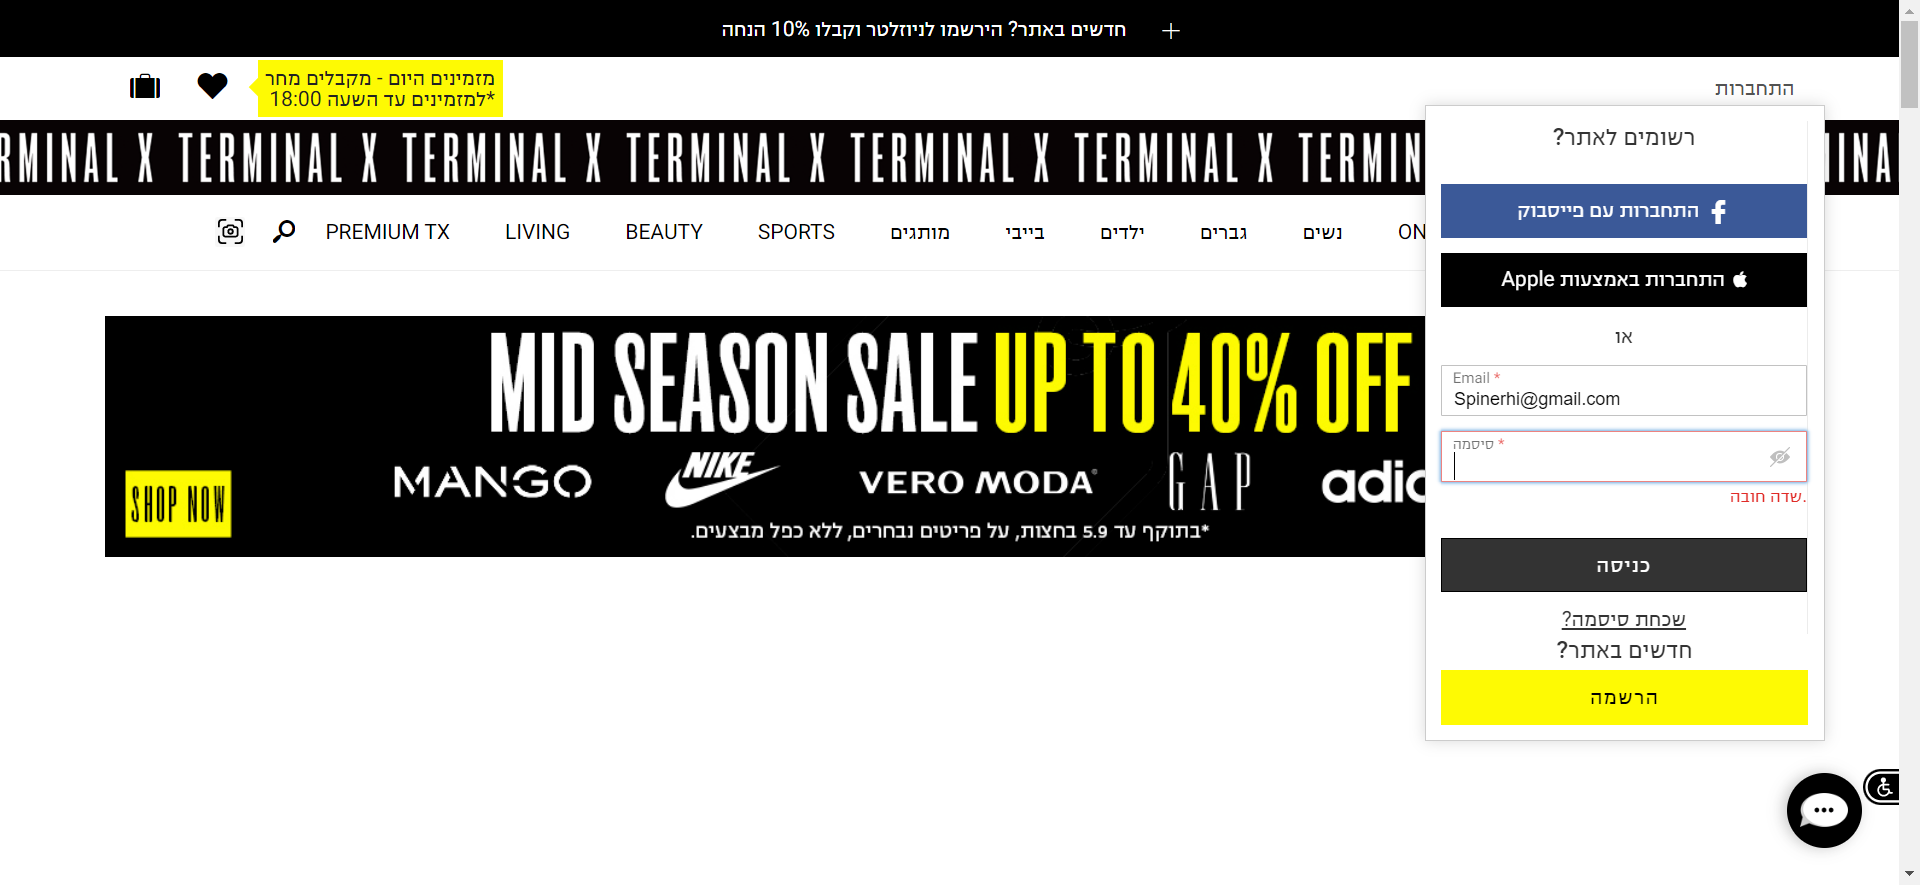 חדשים באתר? הירשמו לניוזלטר וקבלו 10% הנחה
התחברות
מזמינים היום - מקבלים מחר
*למזמינים עד השעה 18:00
RMINAL X TERMINAL X TERMINAL X TERMINAL X TERMINAL X TERMIN
INA
PREMIUM TX LIVING BEAUTY SPORTS מותגים בייבי ילדים גברים נשים ON
MID SEASON SALE UP TO 40% OFF
MANGO NIKE VERO MODA GAP adic
SHOP NOW
*בתוקף עד 5.9 בחצות, על פריטים נבחרים, ללא כפל מבצעים.
רשומים לאתר?
התחברות עם פייסבוק
התחברות באמצעות Apple
או
Email *
Spinerhi@gmail.com
סיסמה *
שדה חובה.
כניסה
שכחת סיסמה?
חדשים באתר?
הרשמה